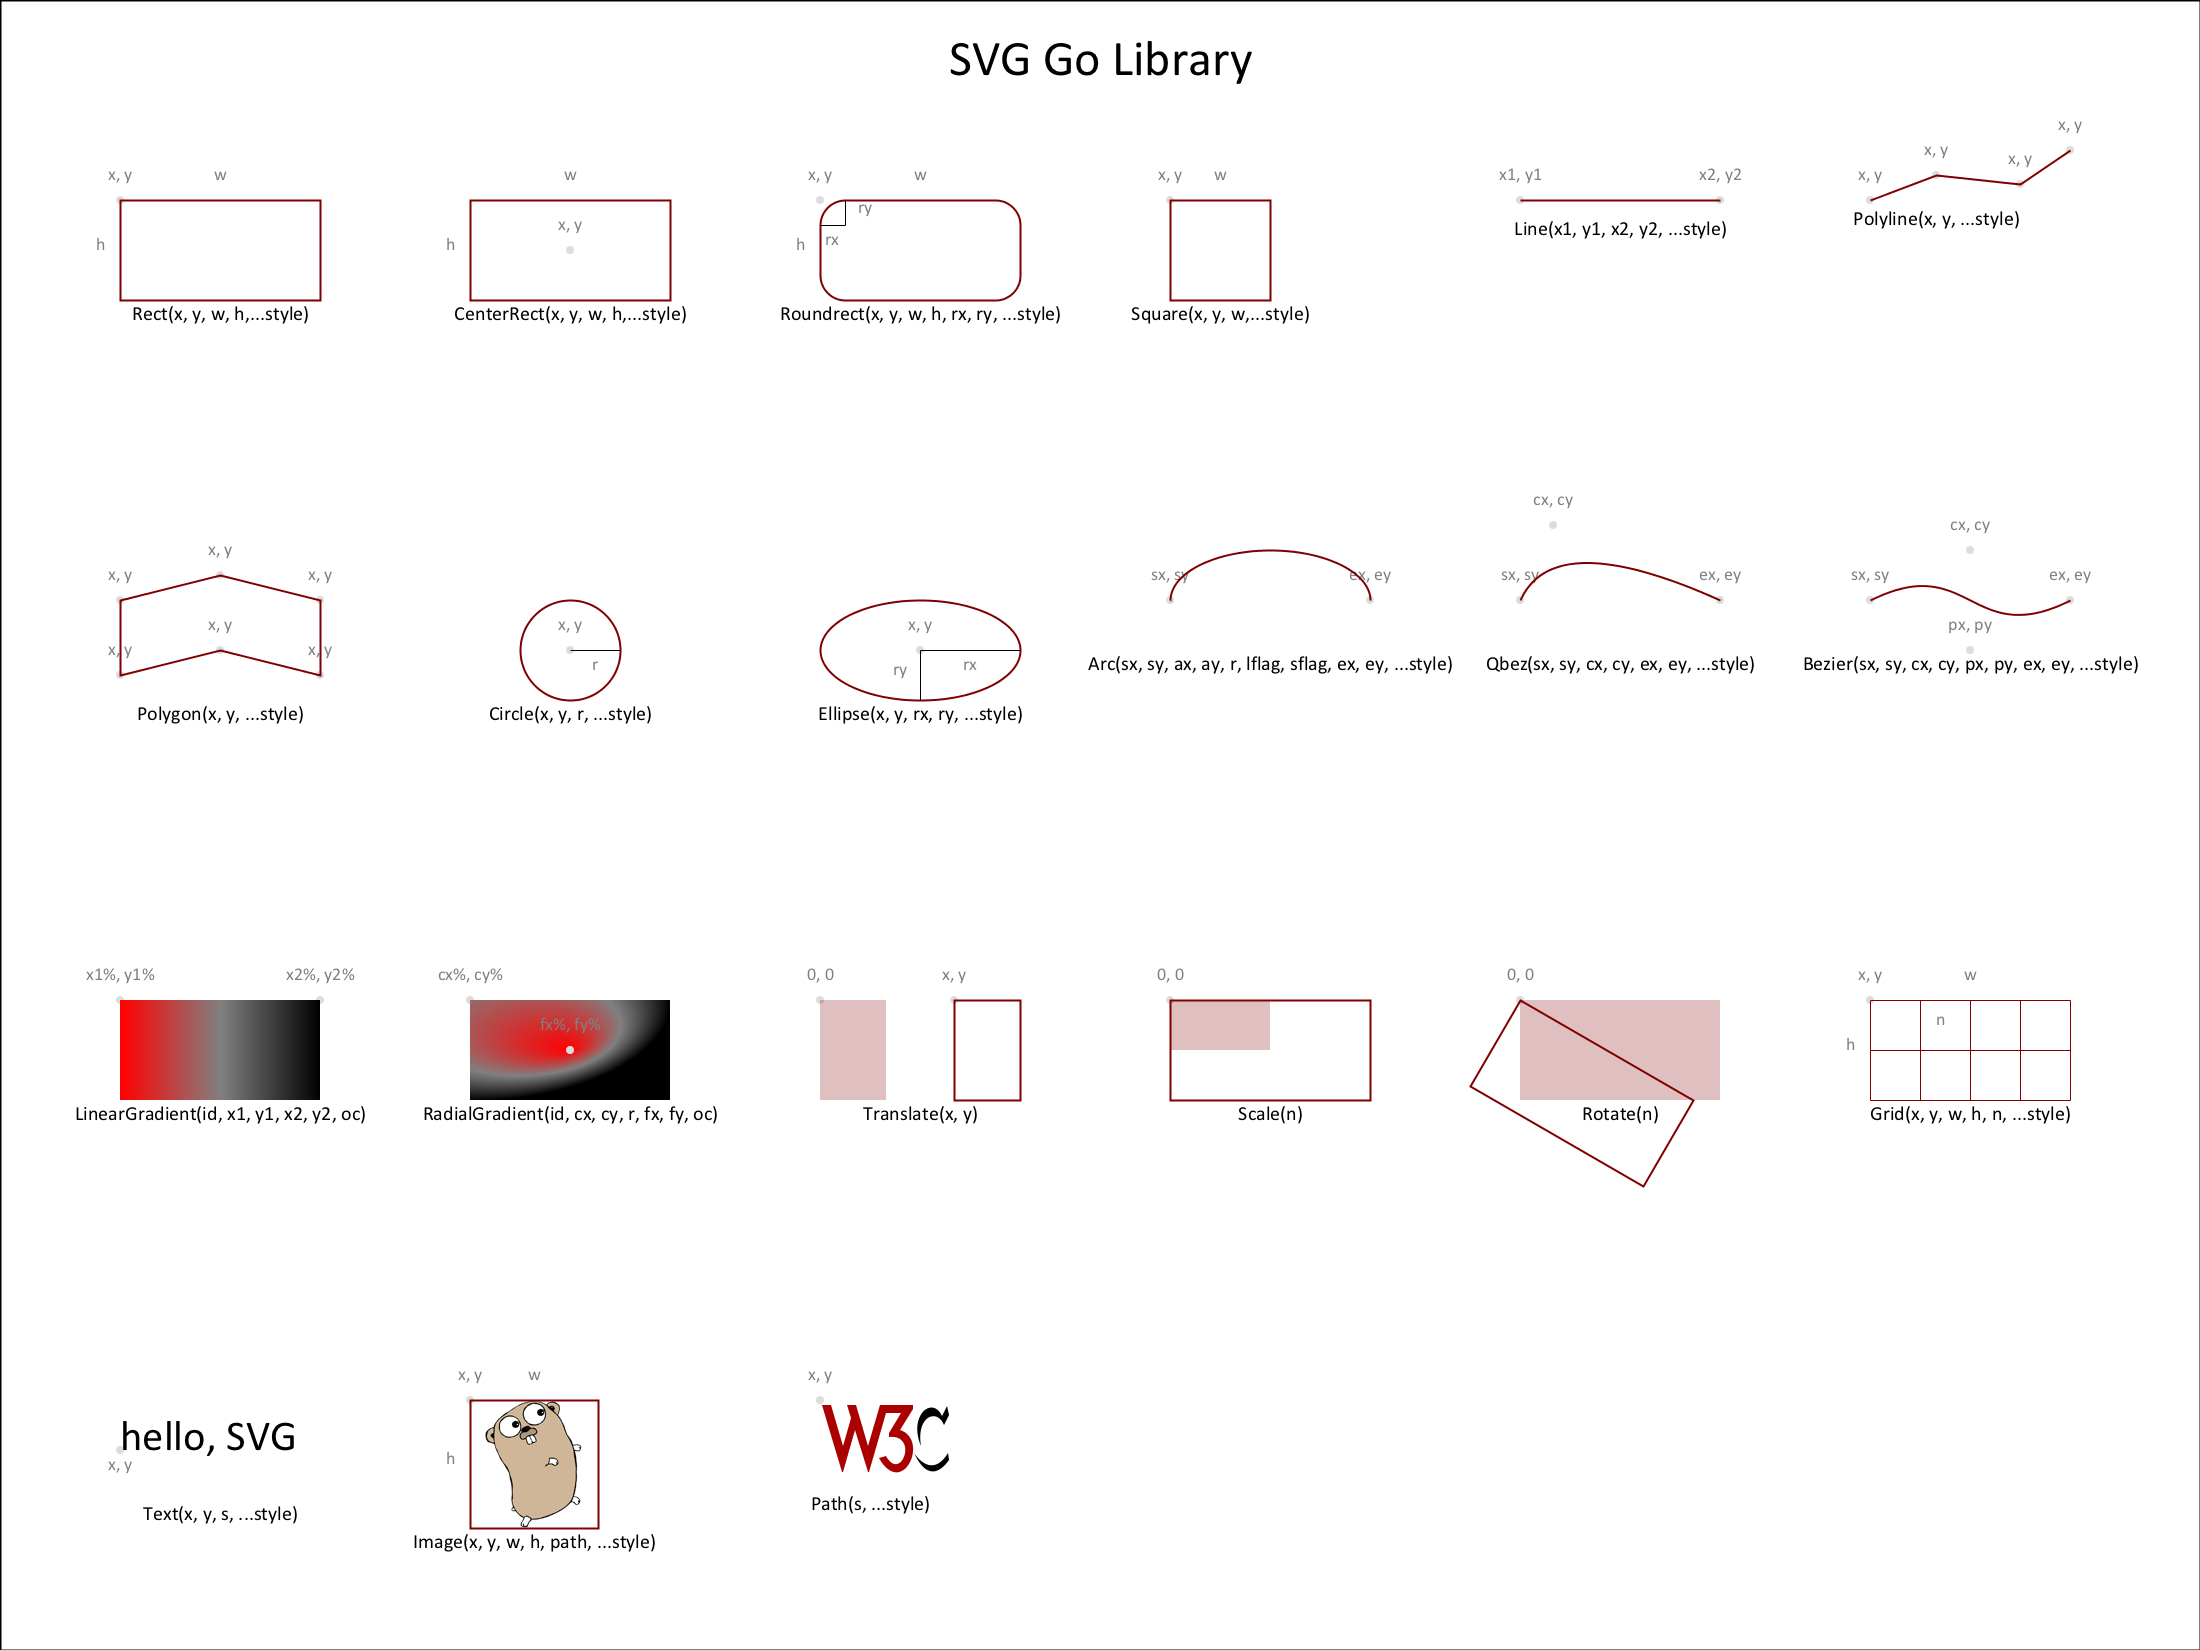 SVG Go Library
x, y
w
h
Rect(x, y, w, h,...style)
w
x, y
h
CenterRect(x, y, w, h,...style)
x, y
w
ry
rx
h
Roundrect(x, y, w, h, rx, ry, ...style)
x, y
w
Square(x, y, w,...style)
x1, y1
x2, y2
Line(x1, y1, x2, y2, ...style)
x, y
x, y
x, y
x, y
Polyline(x, y, ...style)
x, y
x, y
x, y
x, y
x, y
x, y
Polygon(x, y, ...style)
x, y
r
Circle(x, y, r, ...style)
x, y
ry
rx
Ellipse(x, y, rx, ry, ...style)
sx, sy
ex, ey
Arc(sx, sy, ax, ay, r, lflag, sflag, ex, ey, ...style)
cx, cy
sx, sy
ex, ey
Qbez(sx, sy, cx, cy, ex, ey, ...style)
cx, cy
sx, sy
ex, ey
px, py
Bezier(sx, sy, cx, cy, px, py, ex, ey, ...style)
x1%, y1%
x2%, y2%
LinearGradient(id, x1, y1, x2, y2, oc)
cx%, cy%
fx%, fy%
RadialGradient(id, cx, cy, r, fx, fy, oc)
0, 0
x, y
Translate(x, y)
0, 0
Scale(n)
0, 0
Rotate(n)
x, y
w
n
h
Grid(x, y, w, h, n, ...style)
hello, SVG
x, y
Text(x, y, s, ...style)
x, y
w
h
Image(x, y, w, h, path, ...style)
x, y
W3C
Path(s, ...style)